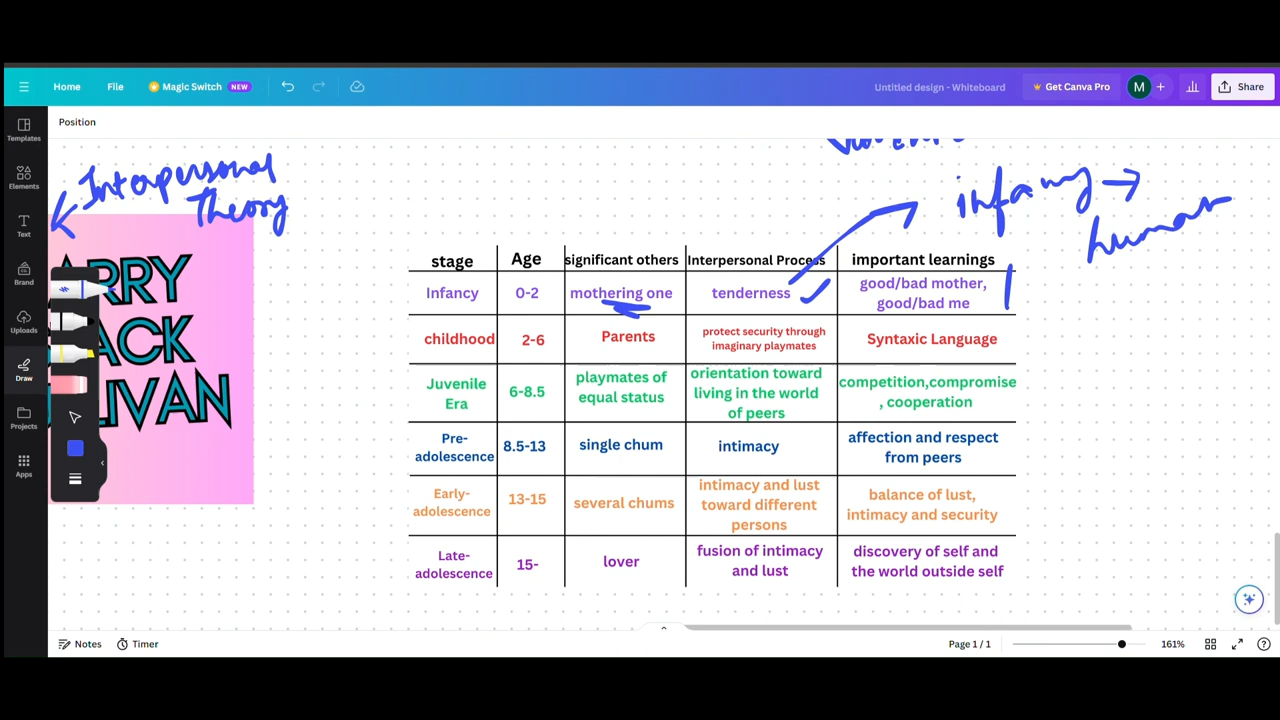 Home File Magic Switch NEW Untitled design - Whiteboard Get Canva Pro M + Share
Position
Templates
Elements
Text
Brand
Uploads
Draw
Projects
Apps
Interpersonal
Theory
infancy →
human
ARRY
ACK
LIVAN
stage Age significant others Interpersonal Process important learnings
Infancy 0-2 mothering one tenderness good/bad mother,
good/bad me
childhood 2-6 Parents protect security through
imaginary playmates Syntaxic Language
Juvenile
Era 6-8.5 playmates of
equal status orientation toward
living in the world
of peers competition,compromise
, cooperation
Pre-
adolescence 8.5-13 single chum intimacy affection and respect
from peers
Early-
adolescence 13-15 several chums intimacy and lust
toward different
persons balance of lust,
intimacy and security
Late-
adolescence 15- lover fusion of intimacy
and lust discovery of self and
the world outside self
Notes Timer Page 1 / 1 161%